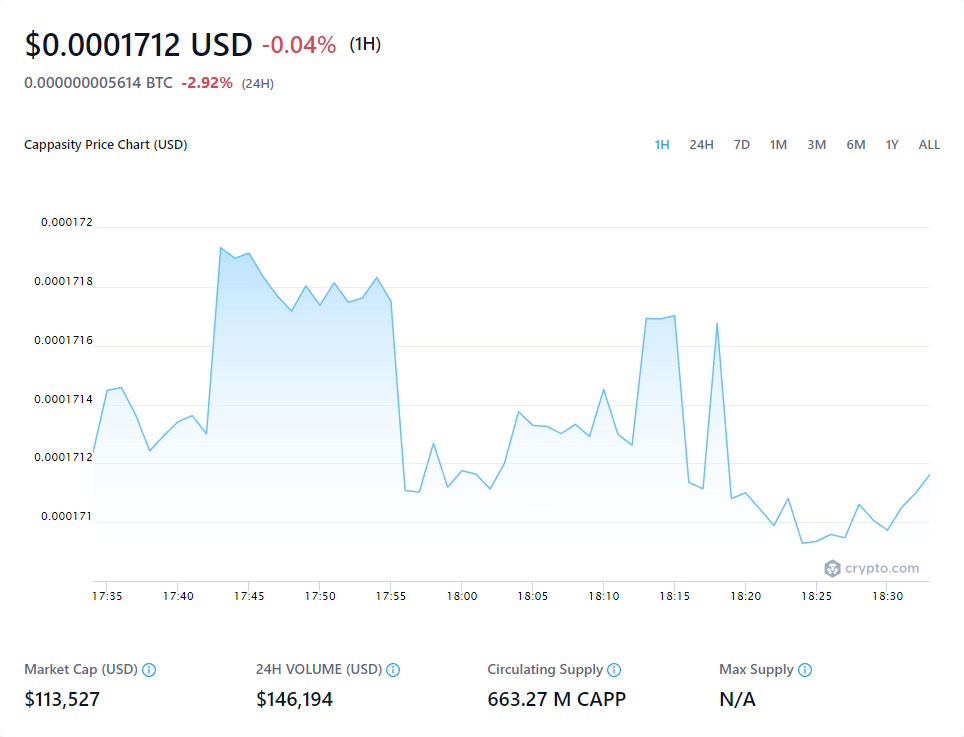 $0.0001712 USD -0.04% (1H)
0.000000005614 BTC -2.92% (24H)
Cappasity Price Chart (USD)
1H 24H 7D 1M 3M 6M 1Y ALL
0.000172
0.0001718
0.0001716
0.0001714
0.0001712
0.000171
crypto.com
17:35 17:40 17:45 17:50 17:55 18:00 18:05 18:10 18:15 18:20 18:25 18:30
Market Cap (USD) 24H VOLUME (USD) Circulating Supply Max Supply
$113,527 $146,194 663.27 M CAPP N/A